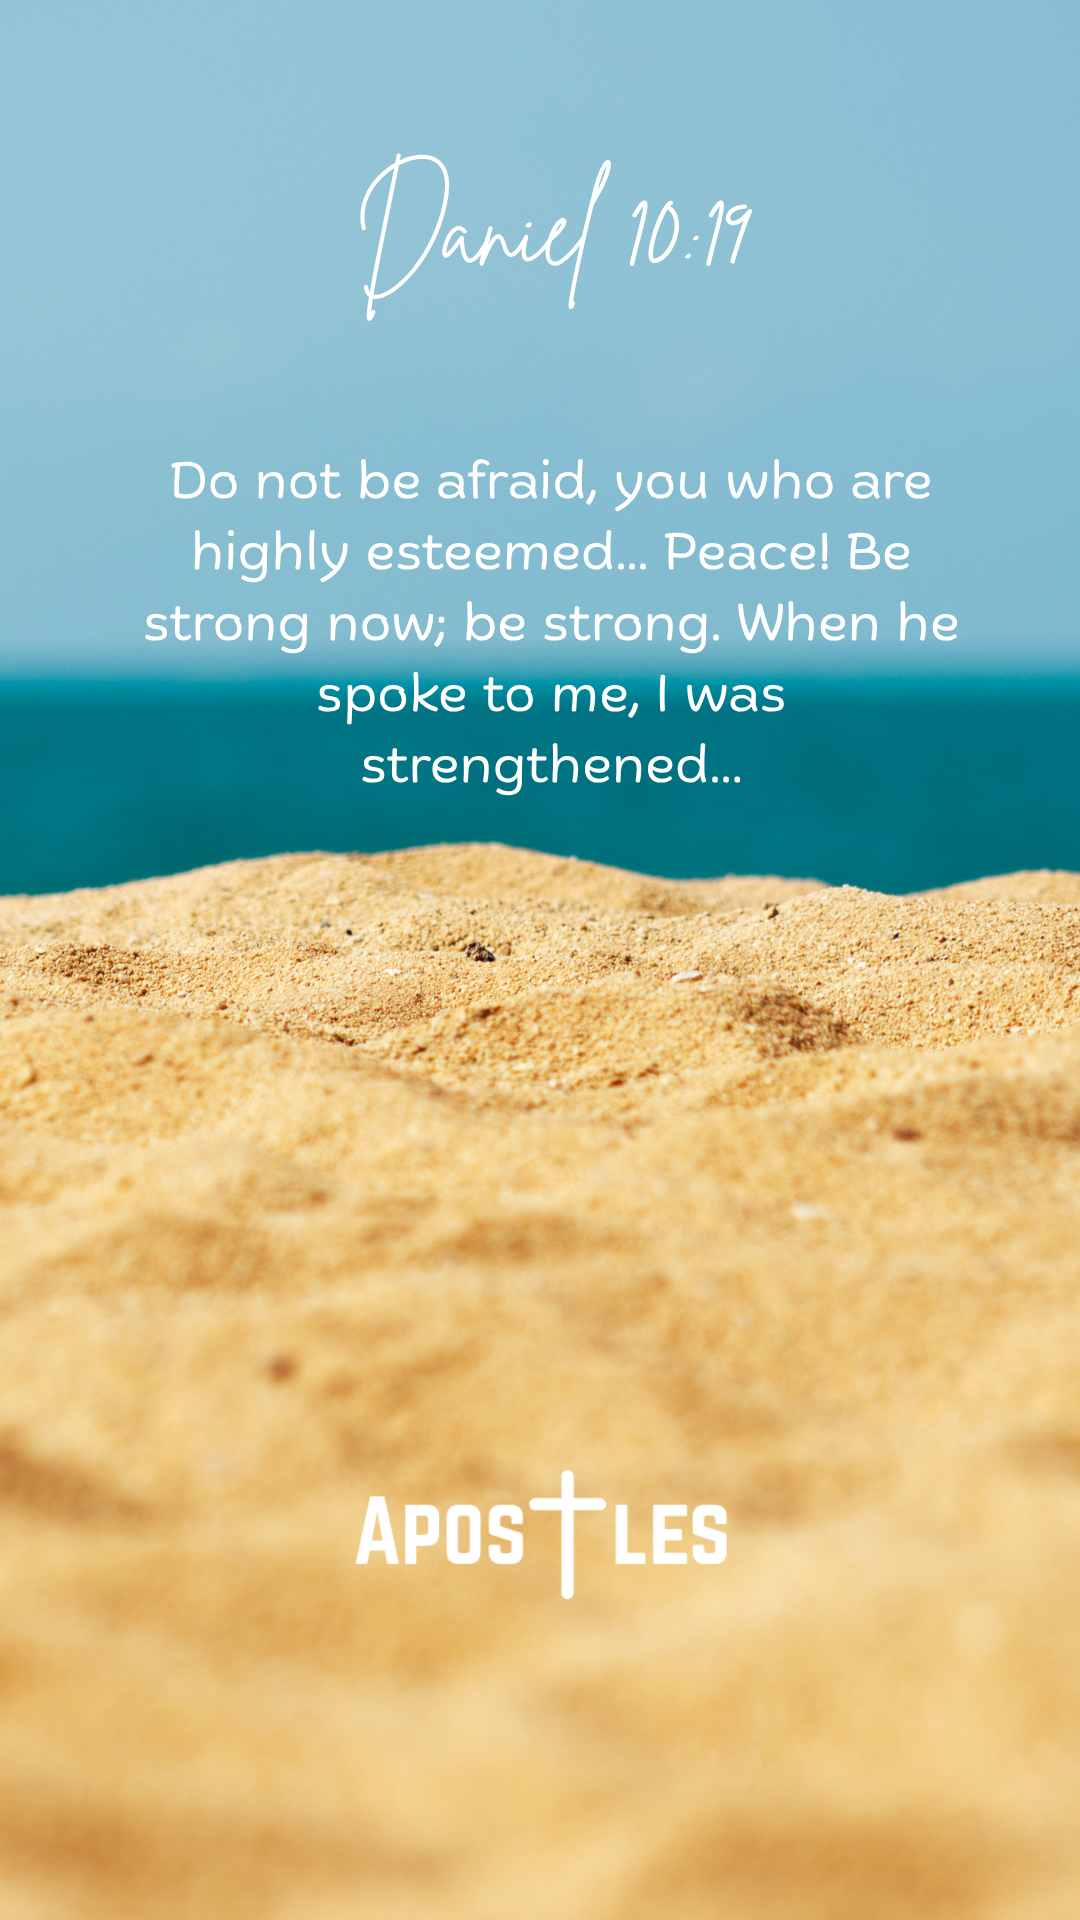 Daniel 10:19
Do not be afraid, you who are
highly esteemed... Peace! Be
strong now; be strong. When he
spoke to me, I was
strengthened...
APOSTLES